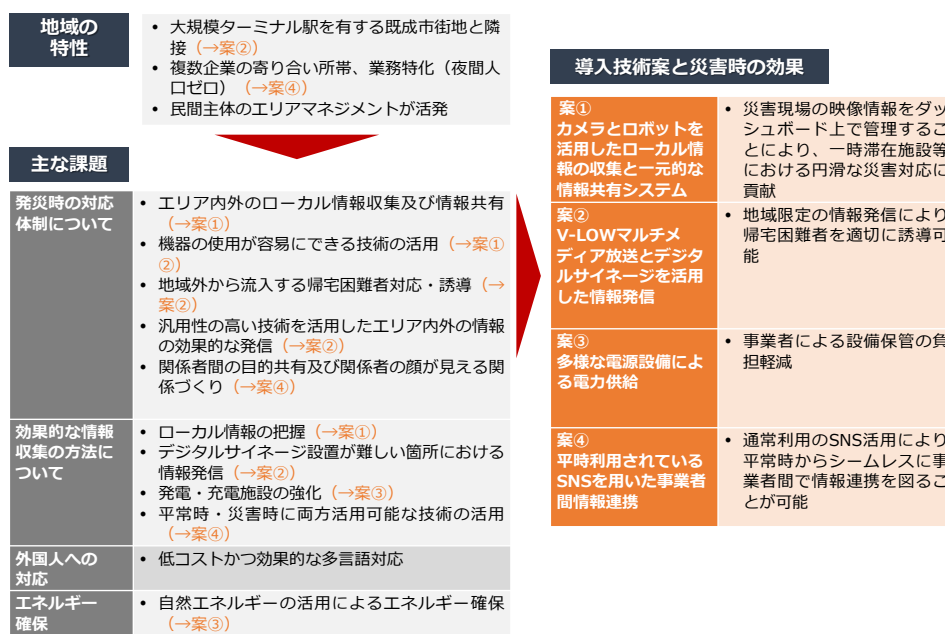 地域の
特性
• 大規模ターミナル駅を有する既成市街地と隣
接（→案②）
• 複数企業の寄り合い所帯、業務特化（夜間人
口ゼロ）（→案④）
• 民間主体のエリアマネジメントが活発
主な課題
発災時の対応
体制について
• エリア内外のローカル情報収集及び情報共有
（→案①）
• 機器の使用が容易にできる技術の活用（→案①
②）
• 地域外から流入する帰宅困難者対応・誘導（→
案②）
• 汎用性の高い技術を活用したエリア内外の情報
の効果的な発信（→案②）
• 関係者間の目的共有及び関係者の顔が見える関
係づくり（→案④）
効果的な情報
収集の方法に
ついて
• ローカル情報の把握（→案①）
• デジタルサイネージ設置が難しい箇所における
情報発信（→案②）
• 発電・充電施設の強化（→案③）
• 平常時・災害時に両方活用可能な技術の活用
（→案④）
外国人への
対応
• 低コストかつ効果的な多言語対応
エネルギー
確保
• 自然エネルギーの活用によるエネルギー確保
（→案③）
導入技術案と災害時の効果
案①
カメラとロボットを
活用したローカル情
報の収集と一元的な
情報共有システム
• 災害現場の映像情報をダッ
シュボード上で管理するこ
とにより、一時滞在施設等
における円滑な災害対応に
貢献
案②
V-LOWマルチメ
ディア放送とデジタ
ルサイネージを活用
した情報発信
• 地域限定の情報発信により
帰宅困難者を適切に誘導可
能
案③
多様な電源設備によ
る電力供給
• 事業者による設備保管の負
担軽減
案④
平時利用されている
SNSを用いた事業者
間情報連携
• 通常利用のSNS活用により
平常時からシームレスに事
業者間で情報連携を図るこ
とが可能